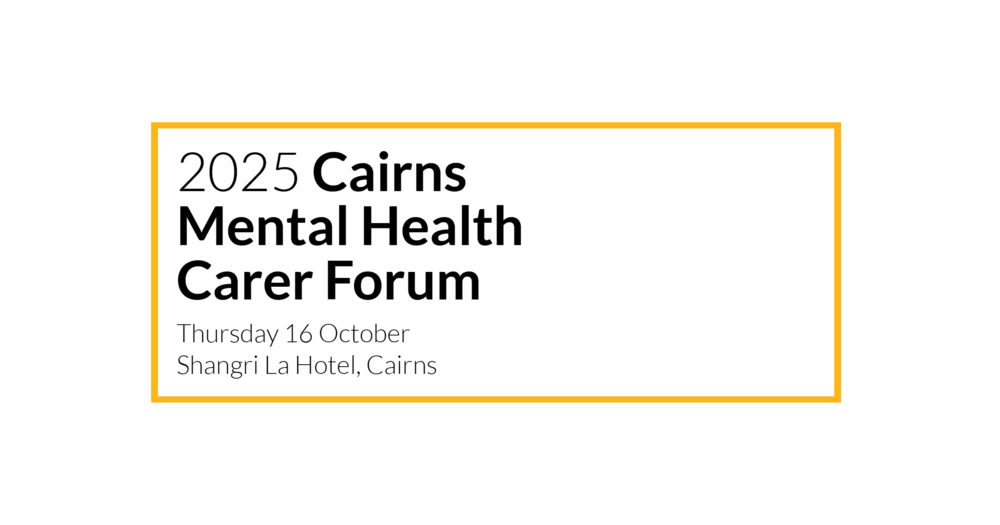 2025 Cairns
Mental Health
Carer Forum
Thursday 16 October
Shangri La Hotel, Cairns